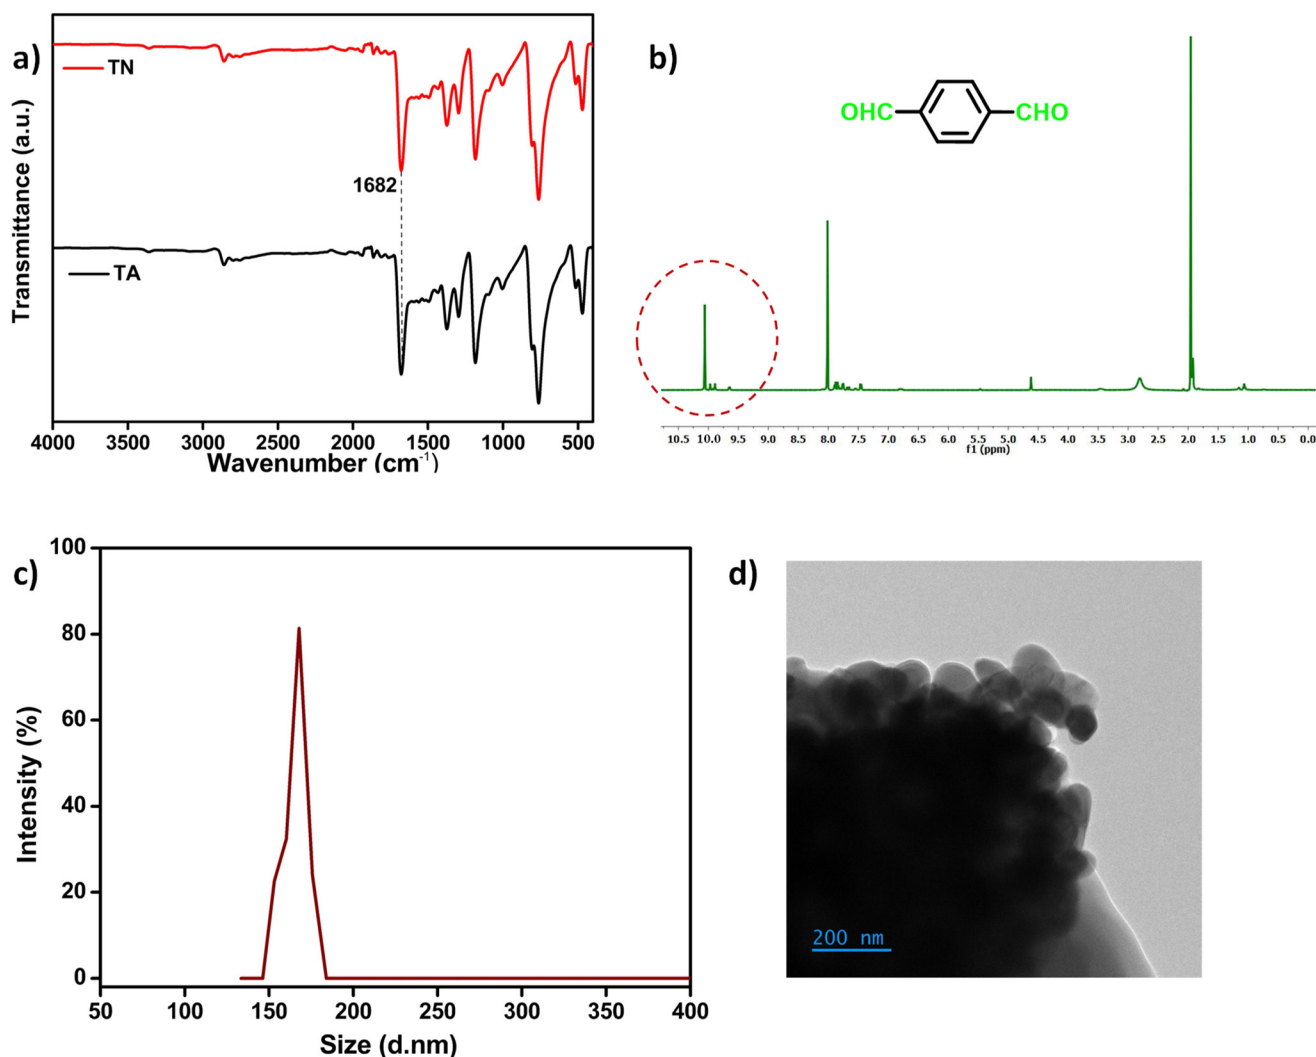 a)
TN
1682
TA
Transmittance (a.u.)
4000 3500 3000 2500 2000 1500 1000 500
Wavenumber (cm-1)
b)
OHC CHO
10.5 10.0 9.5 9.0 8.5 8.0 7.5 7.0 6.5 6.0 5.5 5.0 4.5 4.0 3.5 3.0 2.5 2.0 1.5 1.0 0.5 0.0
f1 (ppm)
c)
100
80
60
40
20
0
Intensity (%)
50 100 150 200 250 300 350 400
Size (d.nm)
d)
200 nm